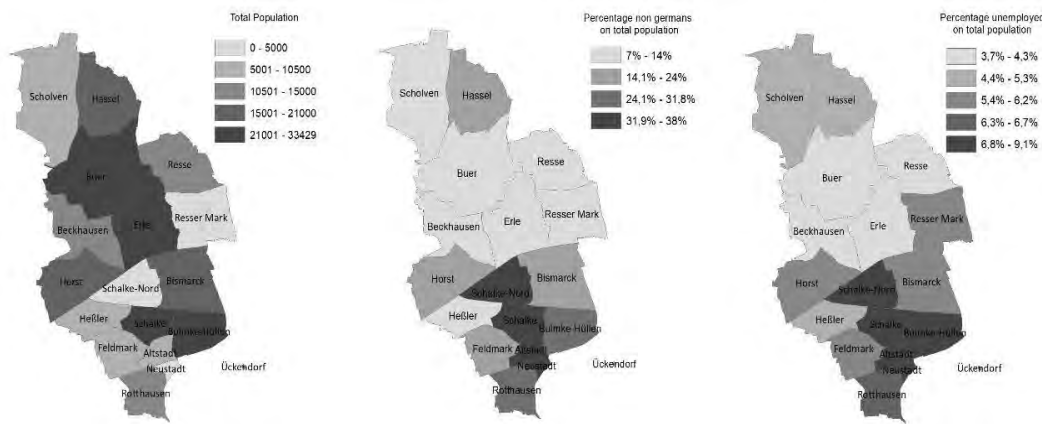 Total Population
0 - 5000
5001 - 10500
10501 - 15000
15001 - 21000
21001 - 33429
Scholven
Hassel
Buer
Resse
Resser Mark
Erle
Beckhausen
Horst
Bismarck
Schalke-Nord
Heßler
Schalke
Bulmke-Hüllen
Feldmark
Altstadt
Neustadt
Ückendorf
Rotthausen
Percentage non germans
on total population
7% - 14%
14,1% - 24%
24,1% - 31,8%
31,9% - 38%
Scholven
Hassel
Buer
Resse
Resser Mark
Erle
Beckhausen
Horst
Bismarck
Schalke-Nord
Heßler
Schalke
Bulmke-Hüllen
Feldmark
Altstadt
Neustadt
Ückendorf
Rotthausen
Percentage unemployed
on total population
3,7% - 4,3%
4,4% - 5,3%
5,4% - 6,2%
6,3% - 6,7%
6,8% - 9,1%
Scholven
Hassel
Buer
Resse
Resser Mark
Erle
Beckhausen
Horst
Bismarck
Schalke-Nord
Heßler
Schalke
Bulmke-Hüllen
Feldmark
Altstadt
Neustadt
Ückendorf
Rotthausen